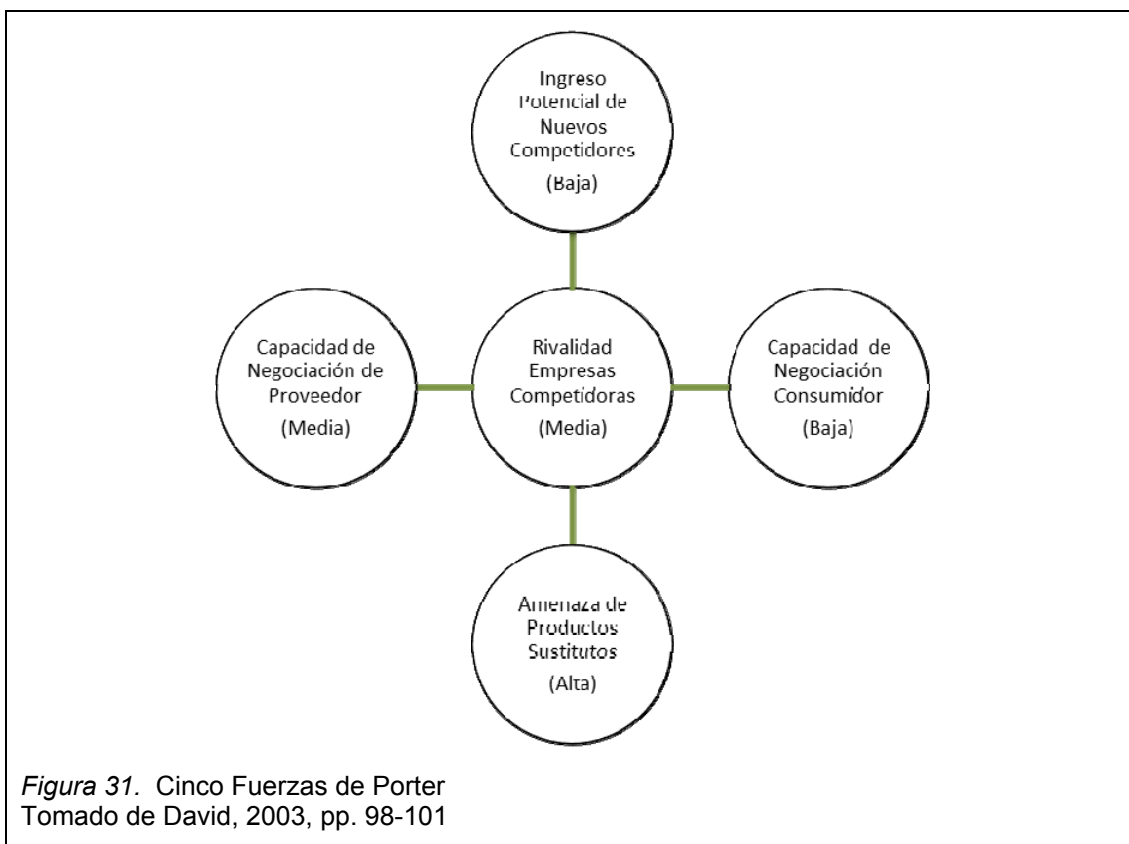 Ingreso
Potencial de
Nuevos
Competidores
(Baja)
Capacidad de
Negociación de
Proveedor
(Media)
Rivalidad
Empresas
Competidoras
(Media)
Capacidad de
Negociación
Consumidor
(Baja)
Amenaza de
Productos
Sustitutos
(Alta)
Figura 31. Cinco Fuerzas de Porter
Tomado de David, 2003, pp. 98-101